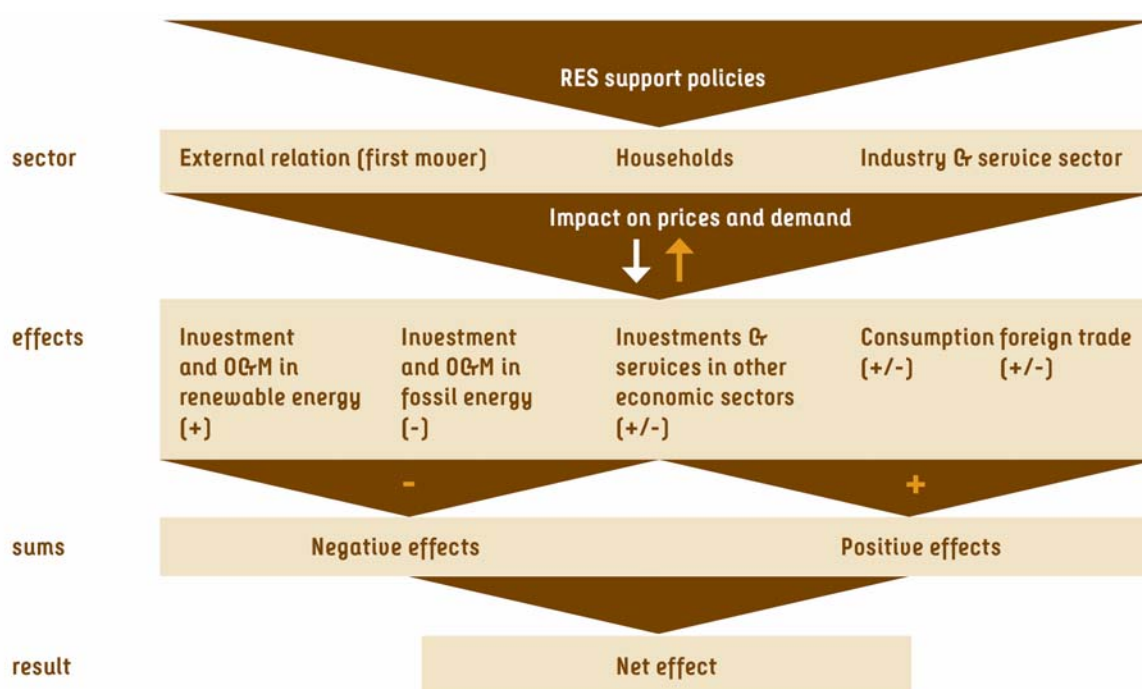 RES support policies
sector
External relation (first mover)
Households
Industry & service sector
Impact on prices and demand
effects
Investment
and O&M in
renewable energy
(+)
Investment
and O&M in
fossil energy
(-)
Investments &
services in other
economic sectors
(+/-)
Consumption foreign trade
(+/-) (+/-)
-
+
sums
Negative effects
Positive effects
result
Net effect